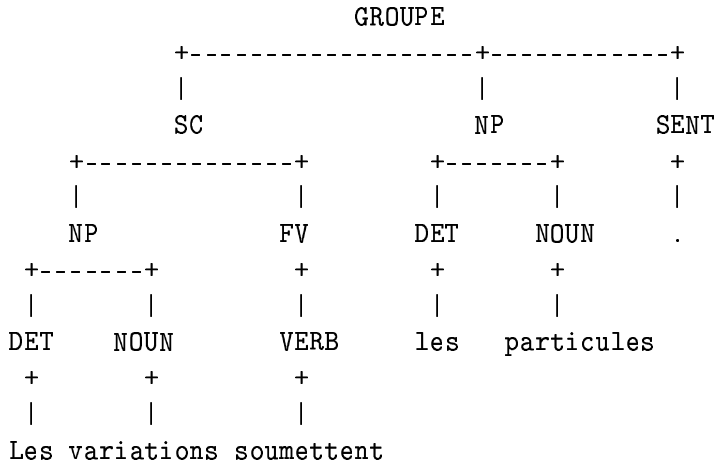 GROUPE
+-------------------+------------+
| | |
SC NP SENT
+--------------+ +-------+ +
| | | | |
NP FV DET NOUN .
+-------+ + + +
| | | | |
DET NOUN VERB les particules
+ + +
| | |
Les variations soumettent